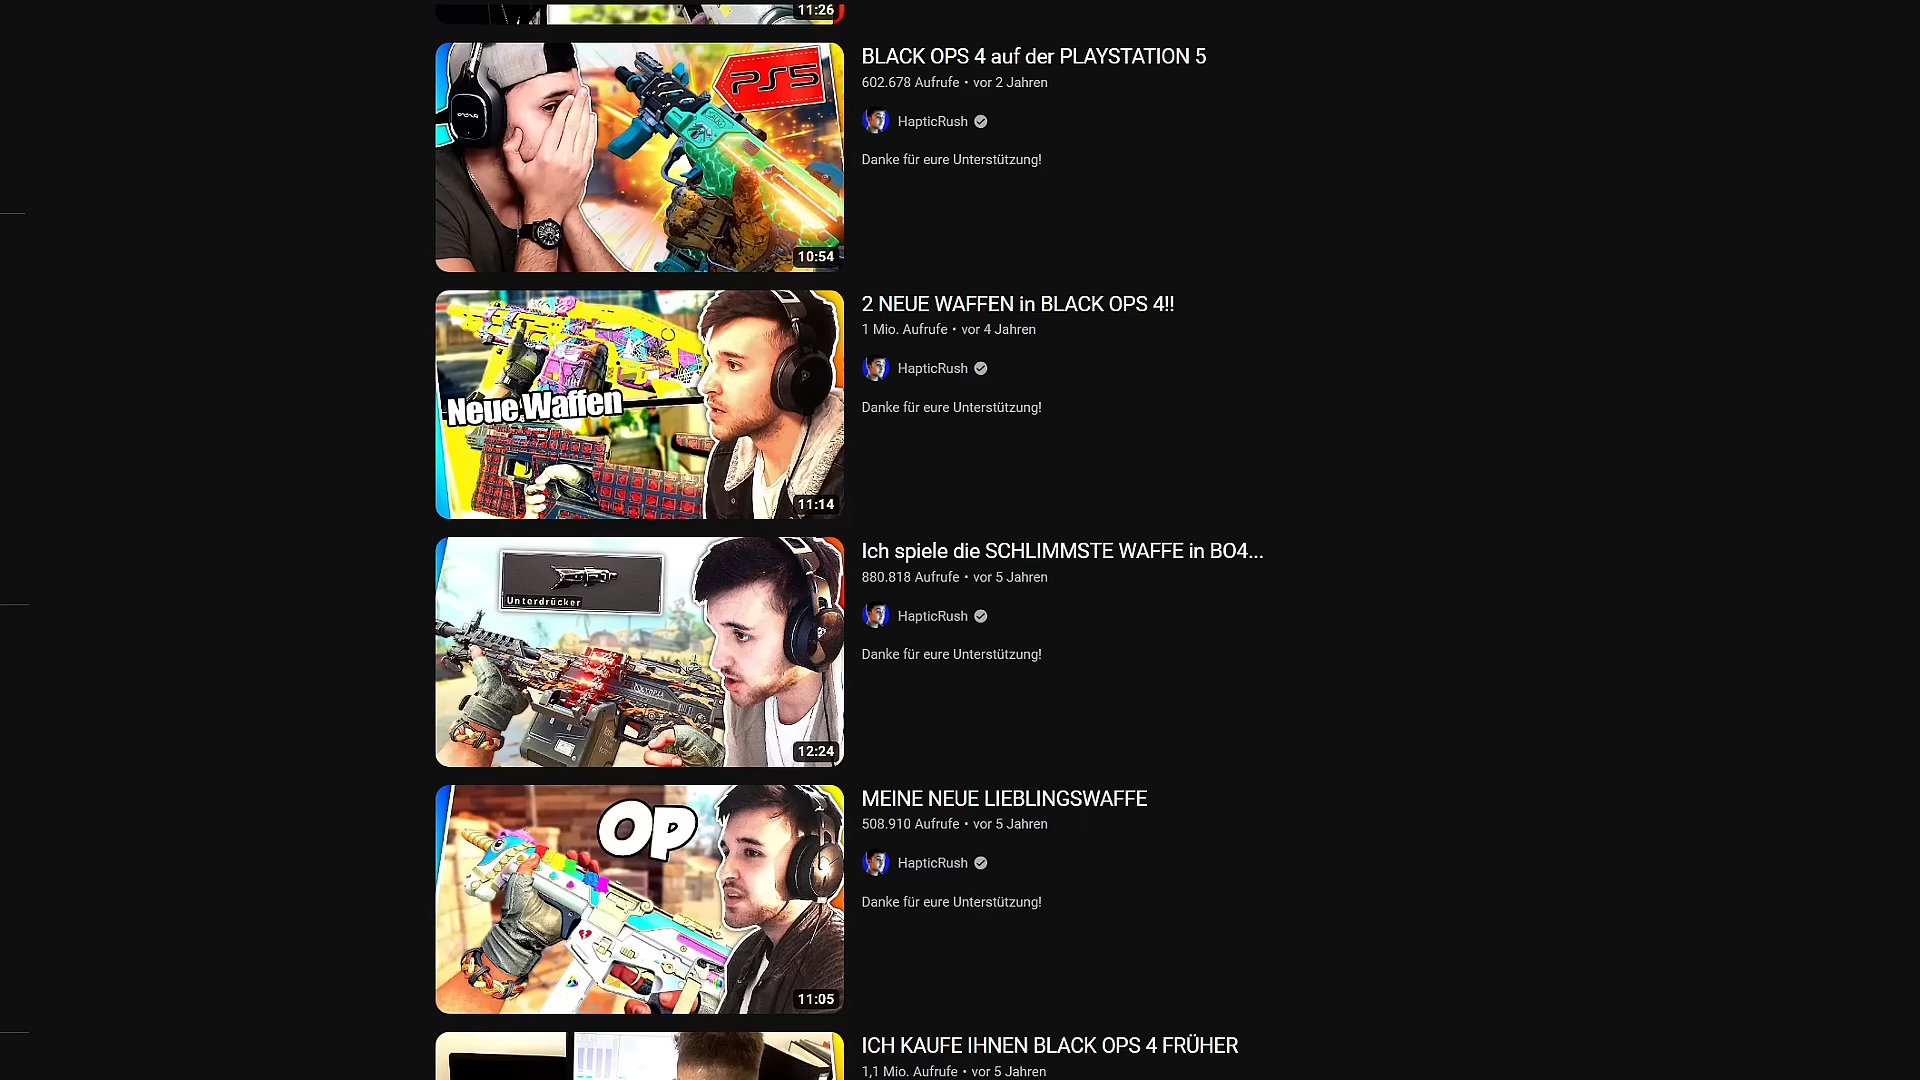 11:26
PS5
10:54
BLACK OPS 4 auf der PLAYSTATION 5
602.678 Aufrufe • vor 2 Jahren
HapticRush
Danke für eure Unterstützung!
Neue Waffen
11:14
2 NEUE WAFFEN in BLACK OPS 4!!
1 Mio. Aufrufe • vor 4 Jahren
HapticRush
Danke für eure Unterstützung!
Unterdrücker
12:24
Ich spiele die SCHLIMMSTE WAFFE in BO4...
880.818 Aufrufe • vor 5 Jahren
HapticRush
Danke für eure Unterstützung!
OP
11:05
MEINE NEUE LIEBLINGSWAFFE
508.910 Aufrufe • vor 5 Jahren
HapticRush
Danke für eure Unterstützung!
ICH KAUFE IHNEN BLACK OPS 4 FRÜHER
1,1 Mio. Aufrufe • vor 5 Jahren